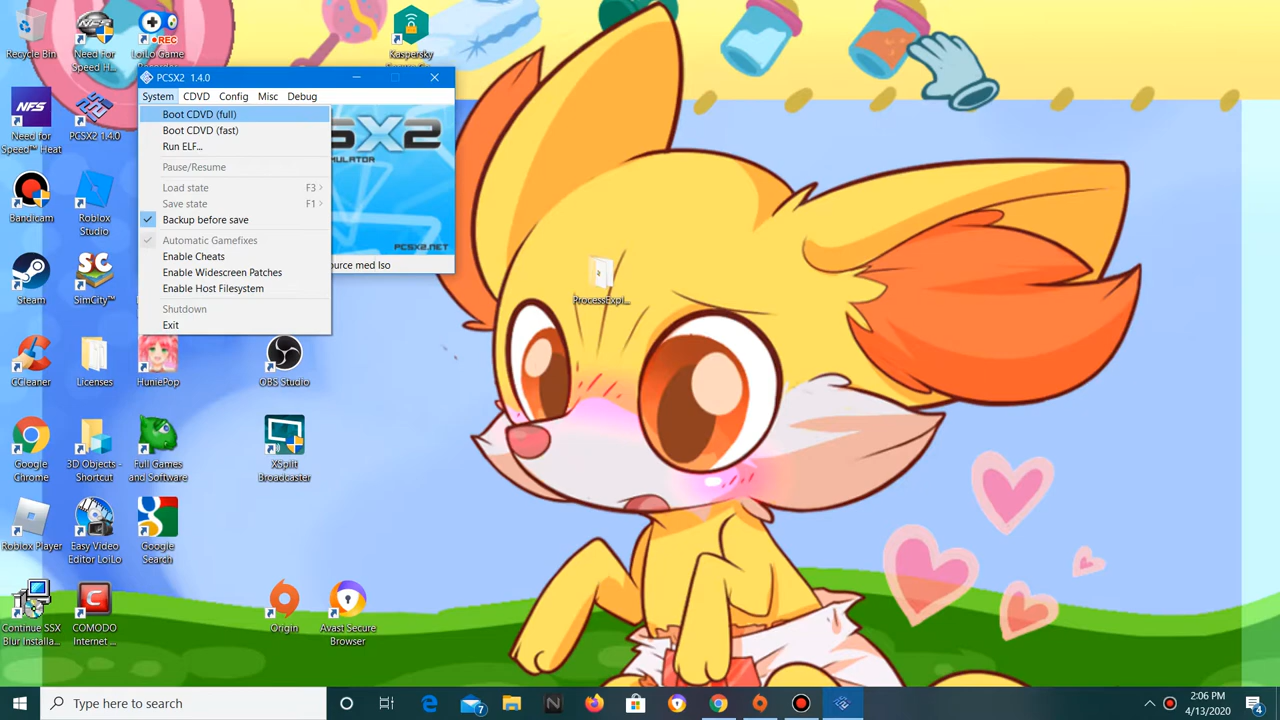 Recycle Bin
Need For
Speed H...
LoiLo Game
Kaspersky
REC
NFS
Need for
Speed™ Heat
PCSX2 1.4.0
PCSX2 1.4.0
System
CDVD
Config
Misc
Debug
Boot CDVD (full)
Boot CDVD (fast)
Run ELF...
Pause/Resume
Load state
F3
Save state
F1
Backup before save
Automatic Gamefixes
Enable Cheats
Enable Widescreen Patches
Enable Host Filesystem
Shutdown
Exit
SX2
PCSX2.NET
med Iso
ProcessExpl...
Bandicam
Roblox
Studio
Steam
SC
SimCity™
CCleaner
Licenses
HuniePop
OBS Studio
Google
Chrome
3D Objects -
Shortcut
Full Games
and Software
XSplit
Broadcaster
Roblox Player
Easy Video
Editor LoiLo
Google
Search
Continue SSX
Blur Installa...
COMODO
Internet ...
Origin
Avast Secure
Browser
Type here to search
7
2:06 PM
4/13/2020
4